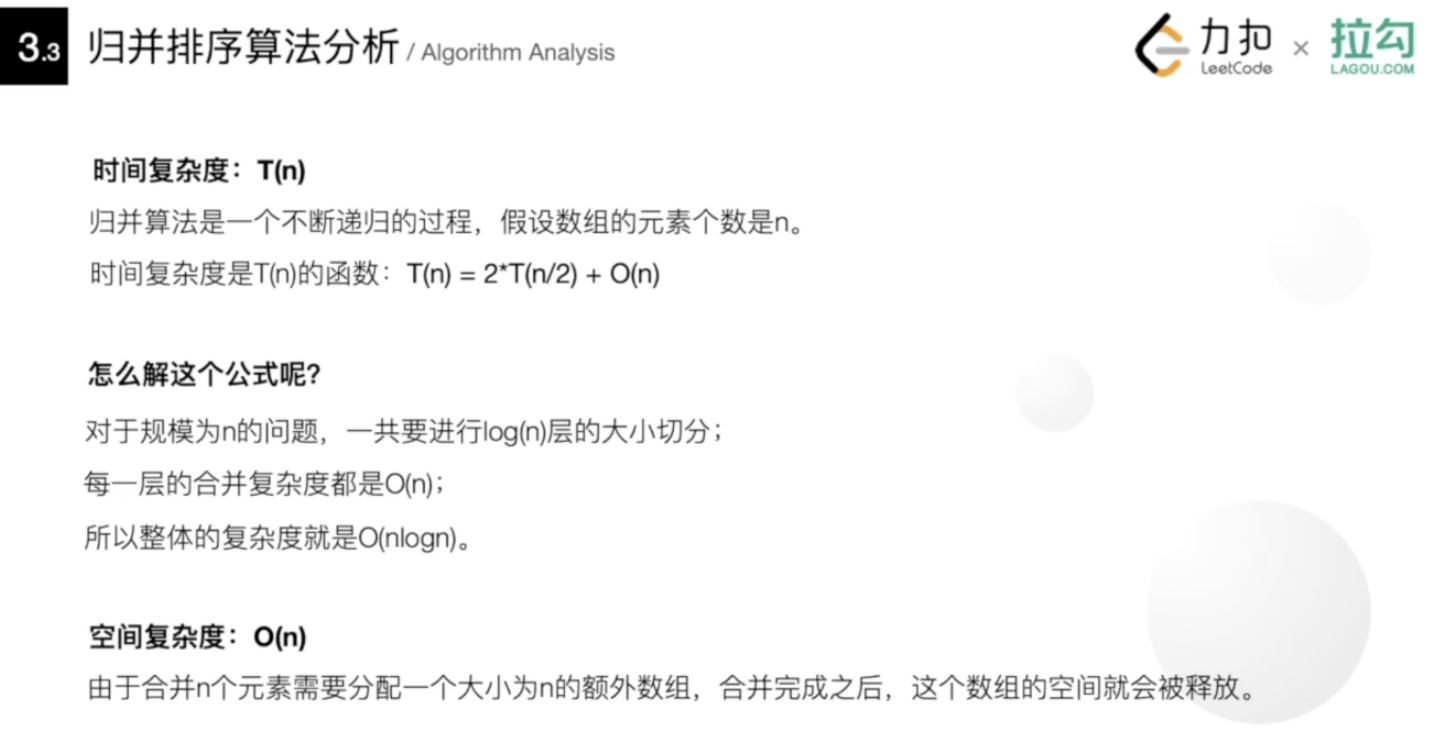 3.3 归并排序算法分析 / Algorithm Analysis
力扣 LeetCode × 拉勾 LAGOU.COM
时间复杂度：T(n)
归并算法是一个不断递归的过程，假设数组的元素个数是n。
时间复杂度是T(n)的函数：T(n) = 2*T(n/2) + O(n)
怎么解这个公式呢?
对于规模为n的问题，一共要进行log(n)层的大小切分；
每一层的合并复杂度都是O(n)；
所以整体的复杂度就是O(nlogn)。
空间复杂度：O(n)
由于合并n个元素需要分配一个大小为n的额外数组，合并完成之后，这个数组的空间就会被释放。